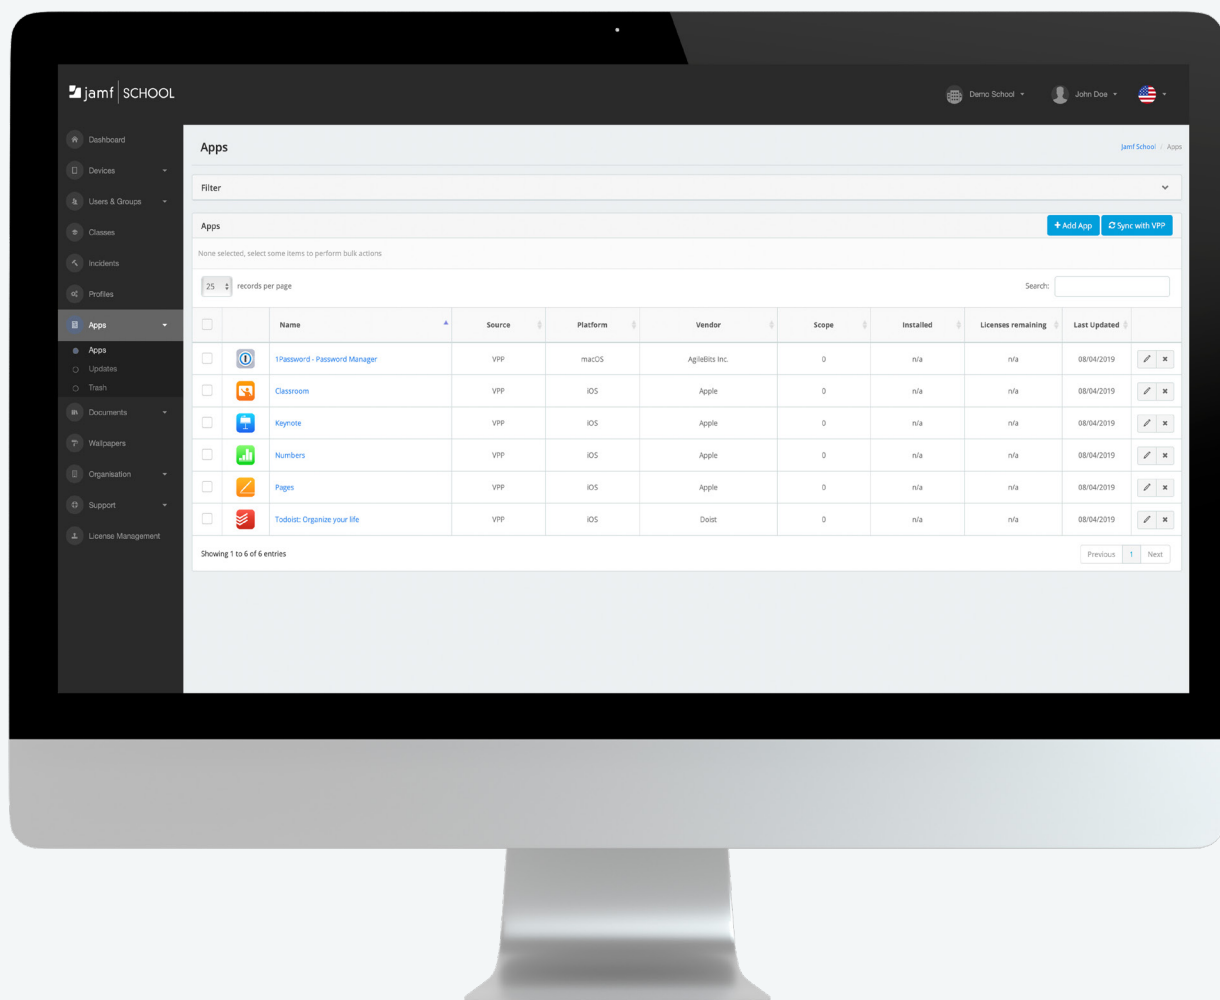 jamf SCHOOL
Demo School
John Doe
Dashboard
Devices
Users & Groups
Classes
Incidents
Profiles
Apps
Apps
Updates
Trash
Documents
Wallpapers
Organisation
Support
License Management
Apps
Jamf School / Apps
Filter
Apps
+ Add App
Sync with VPP
None selected, select some items to perform bulk actions
25 records per page
Search:
Name Source Platform Vendor Scope Installed Licenses remaining Last Updated
1Password - Password Manager VPP macOS AgileBits Inc. 0 n/a n/a 08/04/2019
Classroom VPP iOS Apple 0 n/a n/a 08/04/2019
Keynote VPP iOS Apple 0 n/a n/a 08/04/2019
Numbers VPP iOS Apple 0 n/a n/a 08/04/2019
Pages VPP iOS Apple 0 n/a n/a 08/04/2019
Todoist: Organize your life VPP iOS Doist 0 n/a n/a 08/04/2019
Showing 1 to 6 of 6 entries
Previous 1 Next